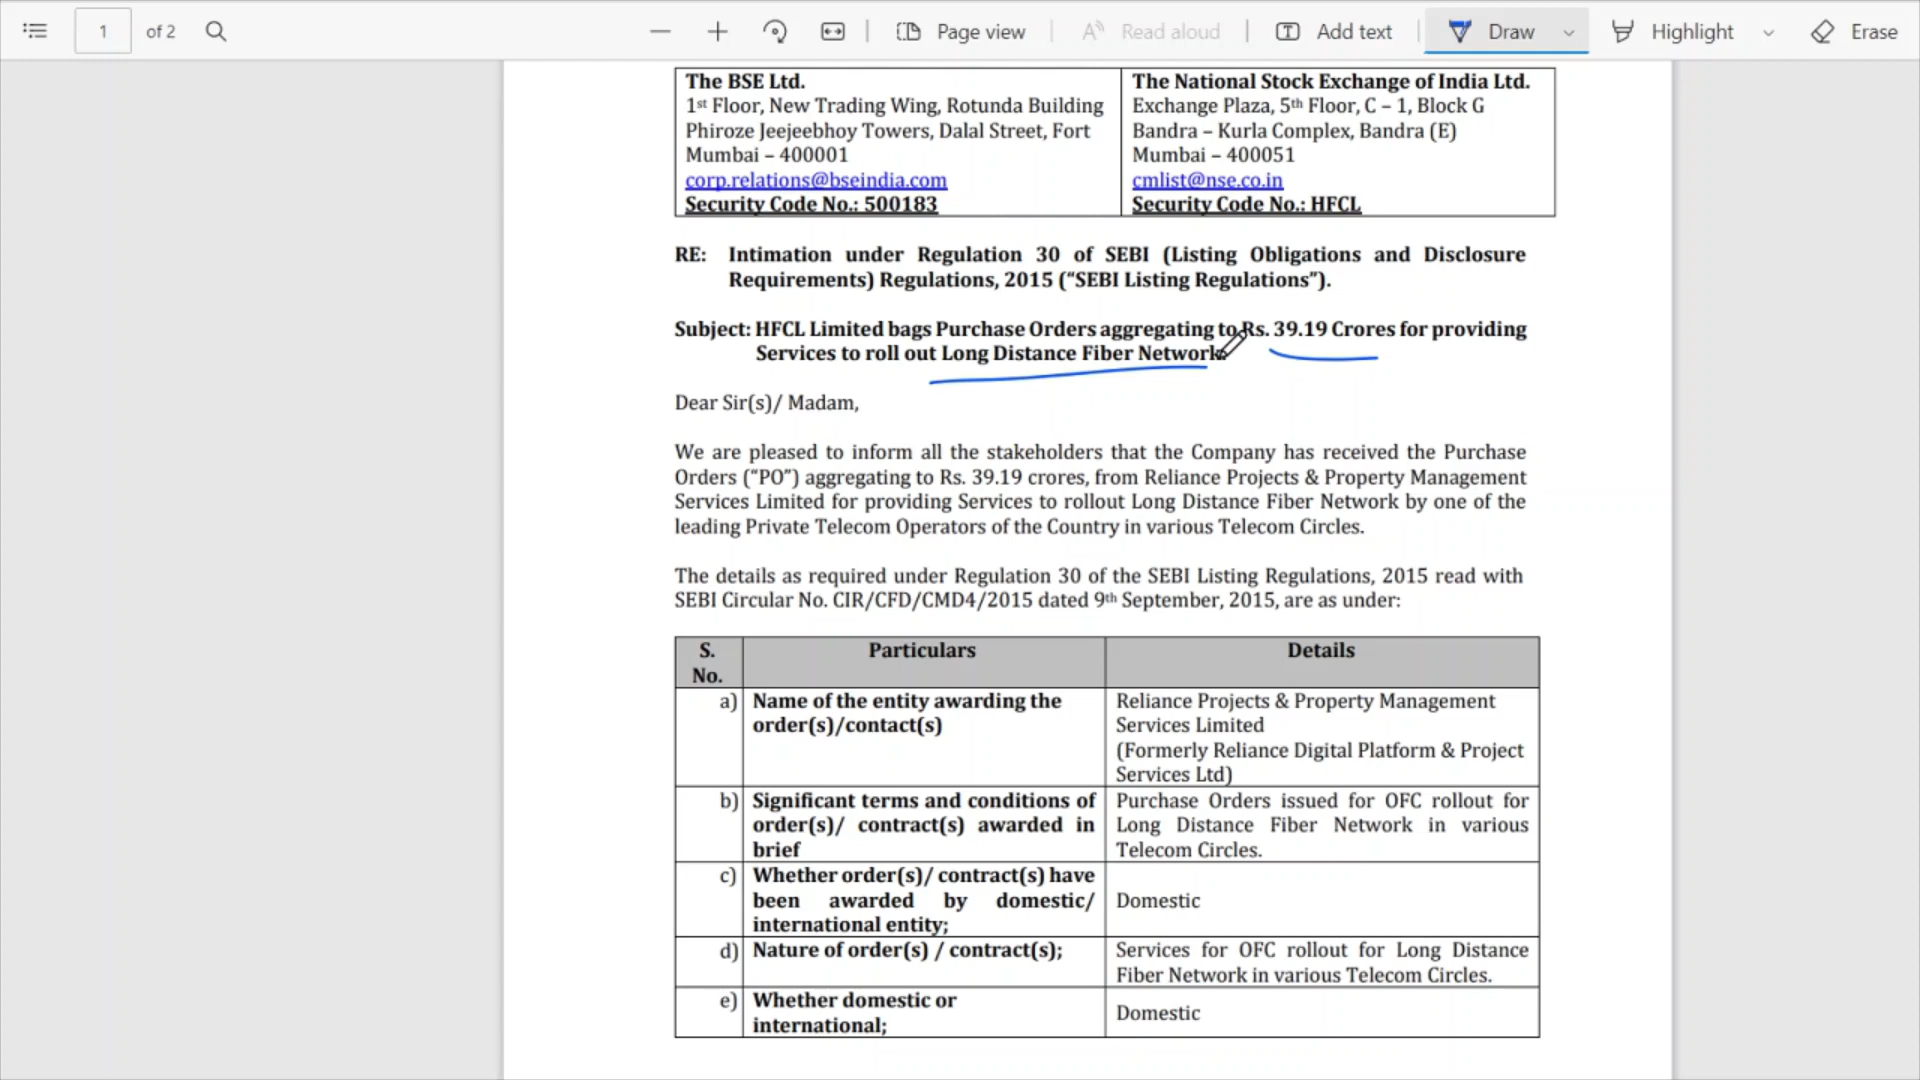 1 of 2 Page view Read aloud Add text Draw Highlight Erase
The BSE Ltd.
1st Floor, New Trading Wing, Rotunda Building
Phiroze Jeejeebhoy Towers, Dalal Street, Fort
Mumbai – 400001
corp.relations@bseindia.com
Security Code No.: 500183
The National Stock Exchange of India Ltd.
Exchange Plaza, 5th Floor, C – 1, Block G
Bandra – Kurla Complex, Bandra (E)
Mumbai – 400051
cmlist@nse.co.in
Security Code No.: HFCL
RE: Intimation under Regulation 30 of SEBI (Listing Obligations and Disclosure
Requirements) Regulations, 2015 (“SEBI Listing Regulations”).
Subject: HFCL Limited bags Purchase Orders aggregating to Rs. 39.19 Crores for providing
Services to roll out Long Distance Fiber Network.
Dear Sir(s)/ Madam,
We are pleased to inform all the stakeholders that the Company has received the Purchase
Orders (“PO”) aggregating to Rs. 39.19 crores, from Reliance Projects & Property Management
Services Limited for providing Services to rollout Long Distance Fiber Network by one of the
leading Private Telecom Operators of the Country in various Telecom Circles.
The details as required under Regulation 30 of the SEBI Listing Regulations, 2015 read with
SEBI Circular No. CIR/CFD/CMD4/2015 dated 9th September, 2015, are as under:
S.
No.
Particulars
Details
a)
Name of the entity awarding the
order(s)/contact(s)
Reliance Projects & Property Management
Services Limited
(Formerly Reliance Digital Platform & Project
Services Ltd)
b)
Significant terms and conditions of
order(s)/ contract(s) awarded in
brief
Purchase Orders issued for OFC rollout for
Long Distance Fiber Network in various
Telecom Circles.
c)
Whether order(s)/ contract(s) have
been awarded by domestic/
international entity;
Domestic
d)
Nature of order(s) / contract(s);
Services for OFC rollout for Long Distance
Fiber Network in various Telecom Circles.
e)
Whether domestic or
international;
Domestic